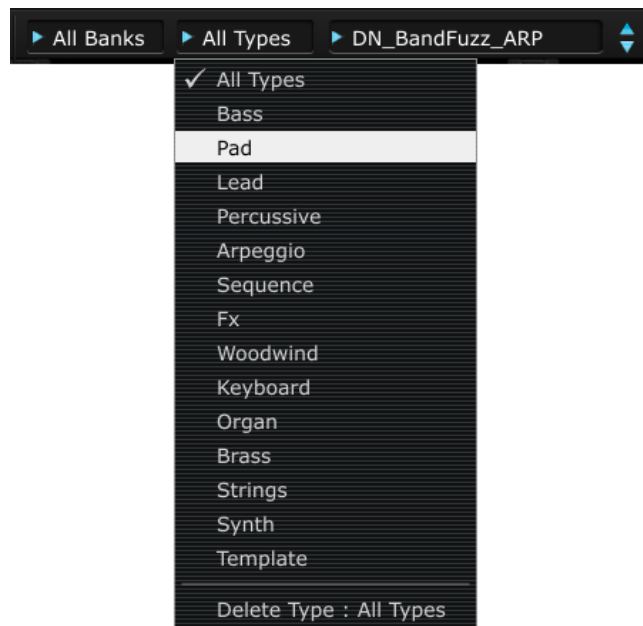 All Banks All Types DN_BandFuzz_ARP
All Types
Bass
Pad
Lead
Percussive
Arpeggio
Sequence
Fx
Woodwind
Keyboard
Organ
Brass
Strings
Synth
Template
Delete Type : All Types